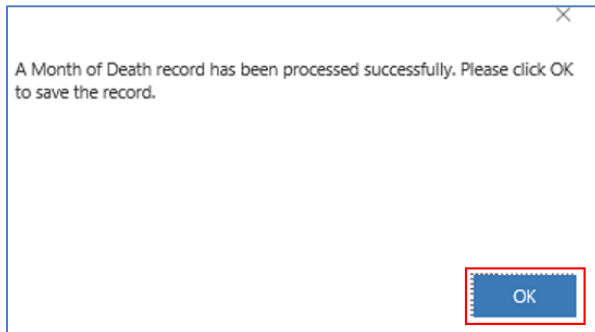 A Month of Death record has been processed successfully. Please click OK
to save the record.
OK